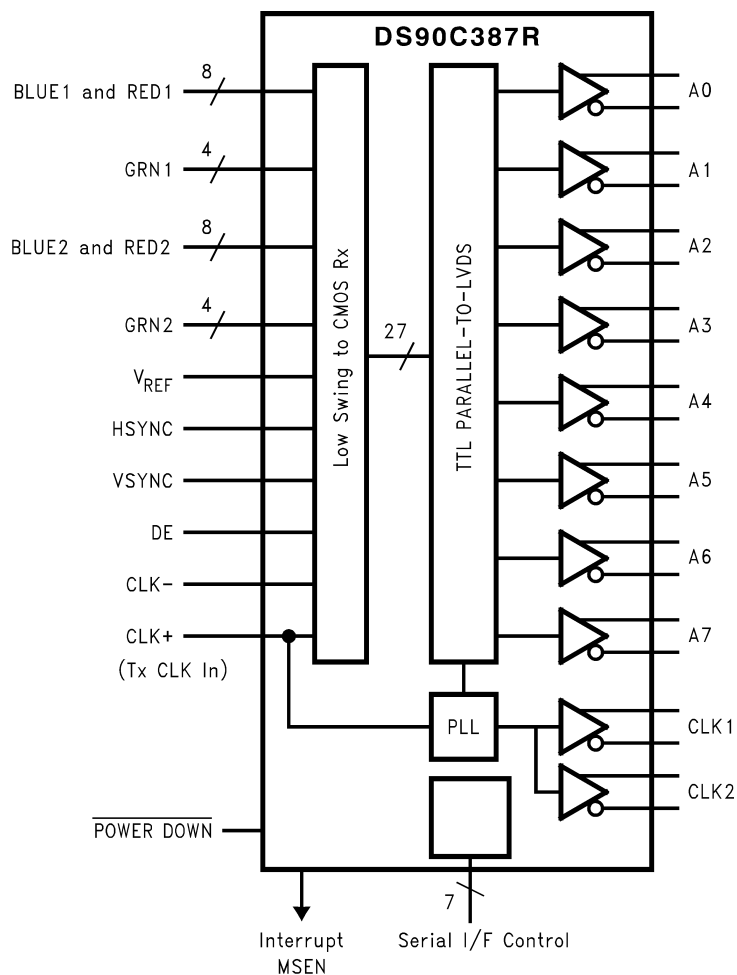 DS90C387R
BLUE1 and RED1
8
GRN1
4
BLUE2 and RED2
8
GRN2
4
VREF
HSYNC
VSYNC
DE
CLK-
CLK+
(Tx CLK In)
POWER DOWN
Low Swing to CMOS Rx
27
TTL PARALLEL-TO-LVDS
PLL
A0
A1
A2
A3
A4
A5
A6
A7
CLK1
CLK2
Interrupt
MSEN
7
Serial I/F Control